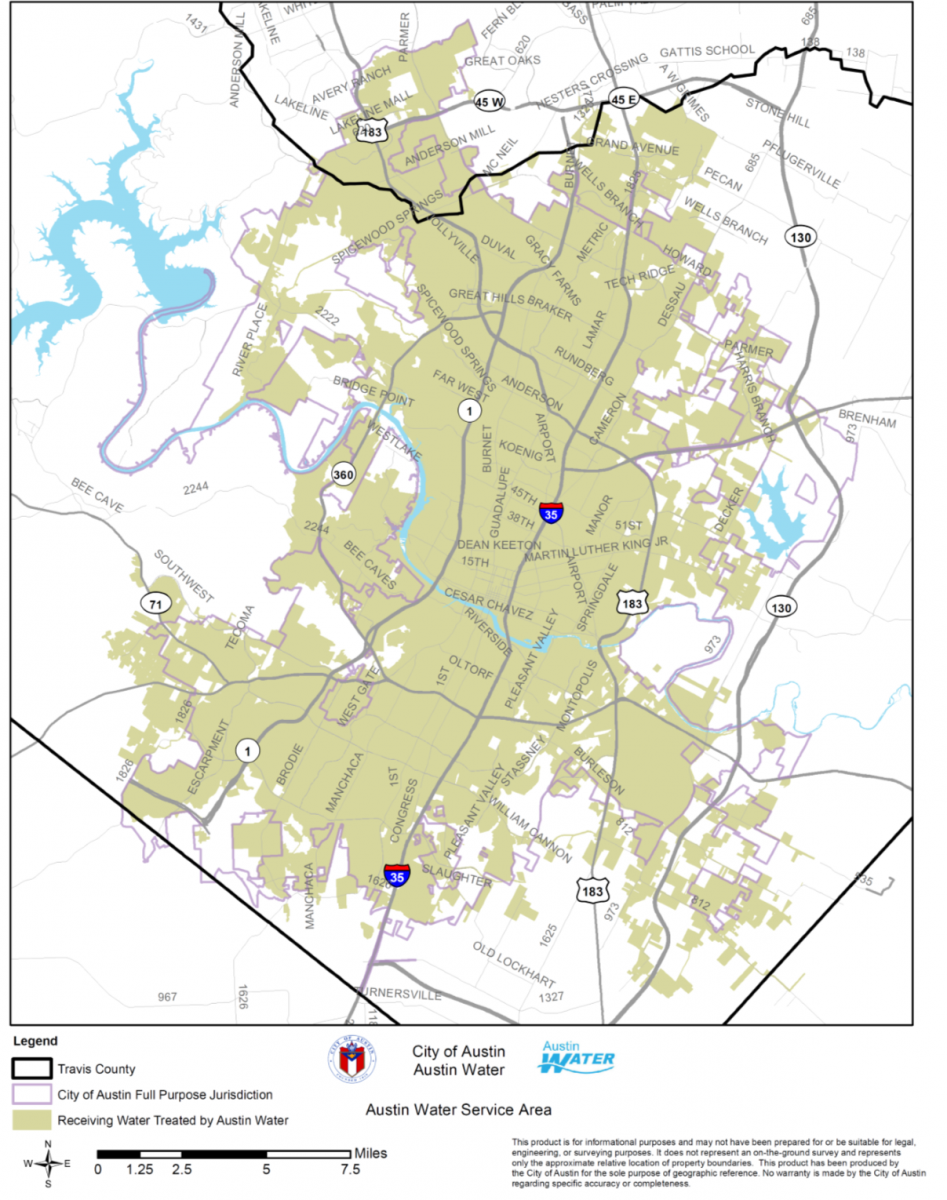 1431
ANDERSON MILL
LAKELINE
PARMER
FERN BL
620
GREAT OAKS
GATTIS SCHOOL
685
138
138
AVERY RANCH
LAKELINE
LAKELINE MALL
183
45 W
HESTERS CROSSING
45 E
A W GRIMES
STONE HILL
ANDERSON MILL
MC NEIL
BURNET
GRAND AVENUE
PFLUGERVILLE
685
PECAN
WELLS BRANCH
WELLS BRANCH
130
SPICEWOOD SPRINGS
JOLLYVILLE
DUVAL
GRACY FARMS
METRIC
HOWARD
TECH RIDGE
DESSAU
GREAT HILLS
BRAKER
LAMAR
2222
RIVER PLACE
SPICEWOOD SPRINGS
RUNDBERG
PARMER
HARRIS BRANCH
BRIDGE POINT
FAR WEST
ANDERSON
CAMERON
1
AIRPORT
BRENHAM
973
WESTLAKE
BURNET
KOENIG
360
GUADALUPE
45TH
38TH
35
MANOR
51ST
DECKER
BEE CAVE
2244
2244
DEAN KEETON
MARTIN LUTHER KING JR
15TH
BEE CAVES
AIRPORT
SPRINGDALE
SOUTHWEST
71
CESAR CHAVEZ
183
130
TECOMA
RIVERSIDE
PLEASANT VALLEY
973
OLTORF
1ST
MONTOPOLIS
WEST GATE
1826
ESCARPMENT
1
BRODIE
MANCHACA
1ST
CONGRESS
STASSNEY
PLEASANT VALLEY
BURLESON
1826
WILLIAM CANNON
812
MANCHACA
1626
35
SLAUGHTER
183
973
812
535
1625
OLD LOCKHART
967
1626
TURNERSVILLE
1327
Legend
Travis County
City of Austin Full Purpose Jurisdiction
Receiving Water Treated by Austin Water
CITY OF AUSTIN
City of Austin
Austin Water
Austin
WATER
Austin Water Service Area
N
W E
S
0 1.25 2.5 5 7.5
Miles
This product is for informational purposes and may not have been prepared for or be suitable for legal,
engineering, or surveying purposes. It does not represent an on-the-ground survey and represents
only the approximate relative location of property boundaries. This product has been produced by
the City of Austin for the sole purpose of geographic reference. No warranty is made by the City of Austin
regarding specific accuracy or completeness.